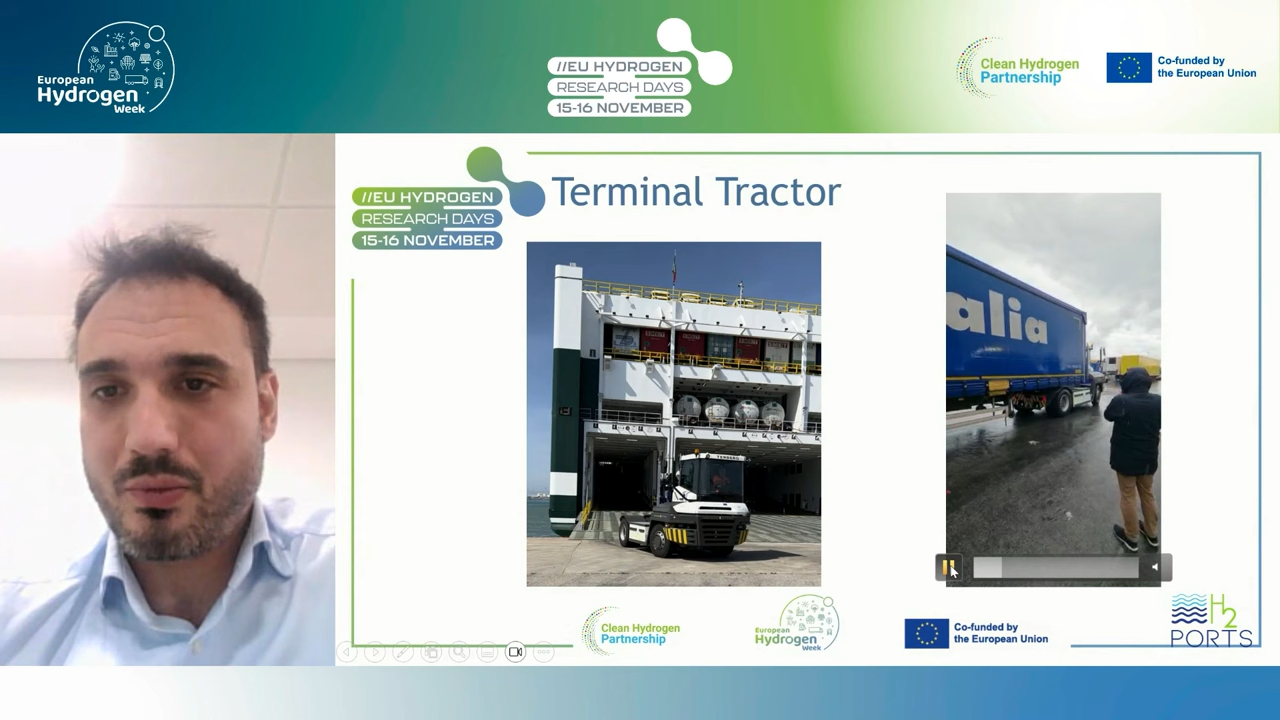 European
Hydrogen
Week
//EU HYDROGEN
RESEARCH DAYS
15-16 NOVEMBER
Clean Hydrogen
Partnership
Co-funded by
the European Union
//EU HYDROGEN
RESEARCH DAYS
15-16 NOVEMBER
Terminal Tractor
TERBERG
alia
Clean Hydrogen
Partnership
European
Hydrogen
Week
Co-funded by
the European Union
H2
PORTS